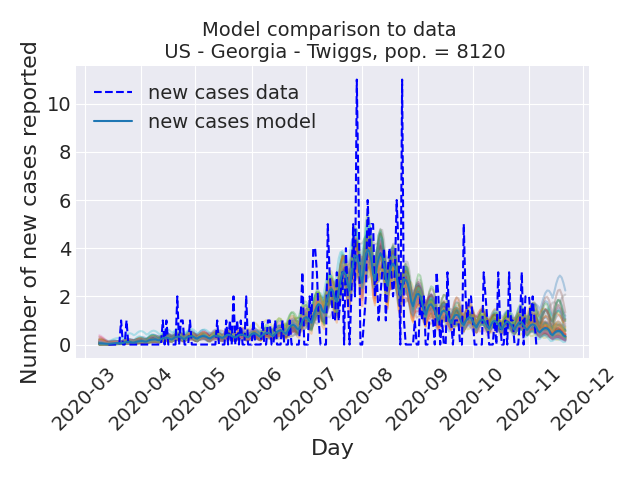 Model comparison to data
US - Georgia - Twiggs, pop. = 8120
Number of new cases reported
10
8
6
4
2
0
new cases data
new cases model
2020-03
2020-04
2020-05
2020-06
2020-07
2020-08
2020-09
2020-10
2020-11
2020-12
Day